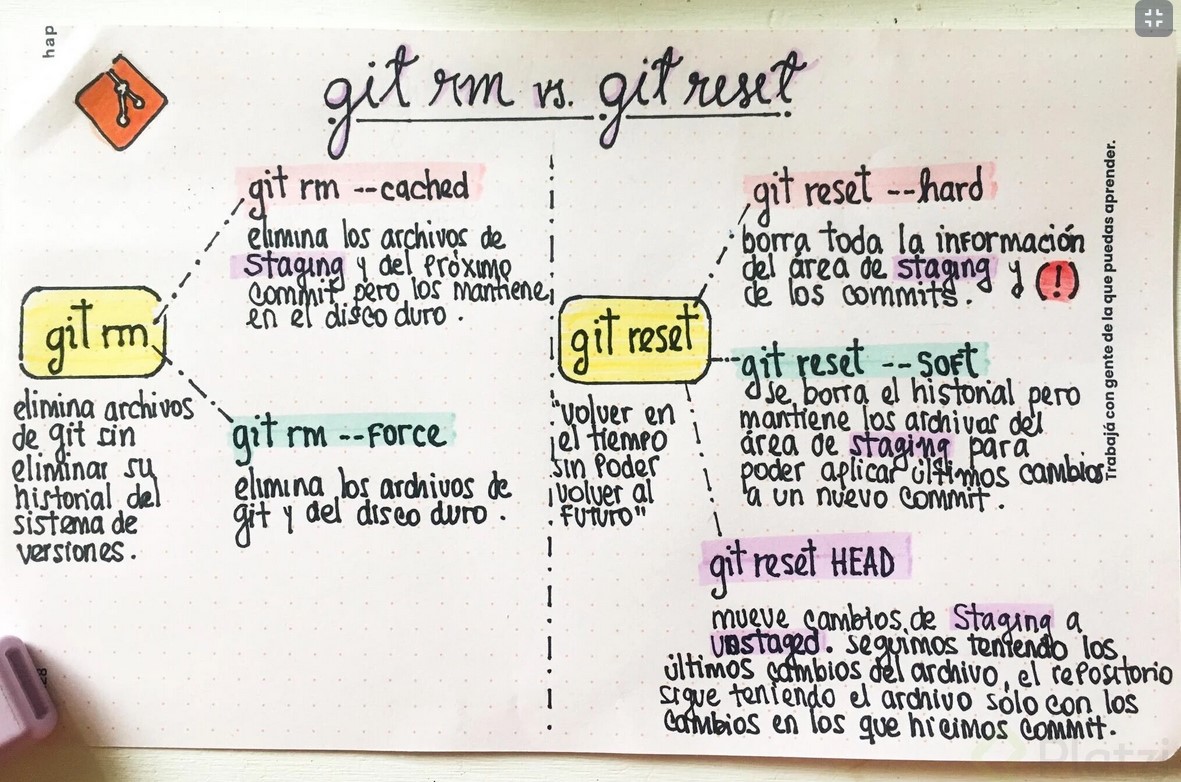 hap
git rm vs. git reset
git rm
elimina archivos
de git sin
eliminar su
historial del
sistema de
versiones.
git rm --cached
elimina los archivos de
Staging y del próximo
commit pero los mantiene
en el disco duro.
git rm --Force
elimina los archivos de
git y del disco duro.
git reset
"volver en
el tiempo
sin poder
volver al
futuro"
git reset --hard
borra toda la información
del área de staging y
de los commits.
!
git reset --soft
se borra el historial pero
mantiene los archivos del
área de staging para
poder aplicar últimos cambios
a un nuevo commit.
git reset HEAD
mueve cambios de Staging a
unstaged. seguimos teniendo los
últimos cambios del archivo, el repositorio
sigue teniendo el archivo sólo con los
cambios en los que hicimos commit.
Trabajá con gente de la que puedas aprender.
Platzi